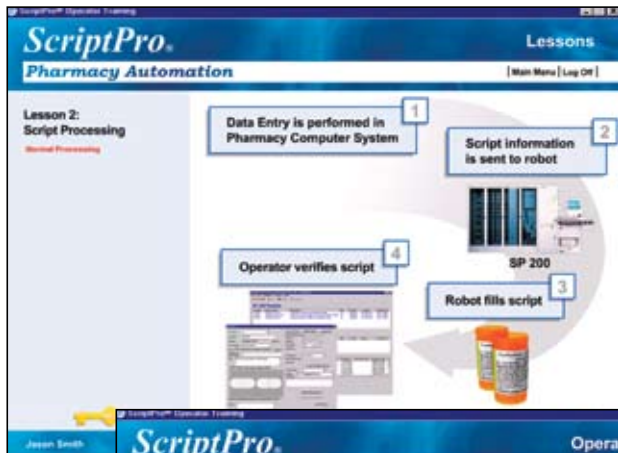 ScriptPro® Operator Training
ScriptPro®
Lessons
Pharmacy Automation
| Main Menu | Log Off |
Lesson 2:
Script Processing
Normal Processing
1
Data Entry is performed in
Pharmacy Computer System
2
Script information
is sent to robot
SP 200
3
Robot fills script
4
Operator verifies script
Jason Smith
ScriptPro® Operator Training
ScriptPro®
Opera